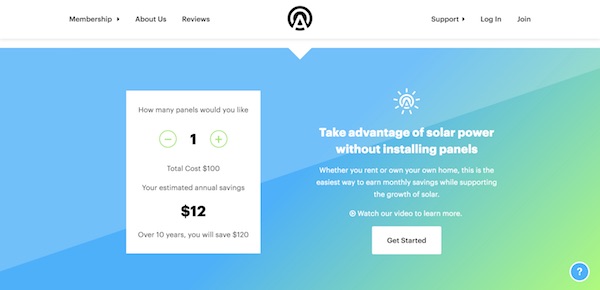 Membership About Us Reviews Support Log In Join
How many panels would you like
− 1 +
Total Cost $100
Your estimated annual savings
$12
Over 10 years, you will save $120
Take advantage of solar power
without installing panels
Whether you rent or own your own home, this is the
easiest way to earn monthly savings while supporting
the growth of solar.
Watch our video to learn more.
Get Started
?